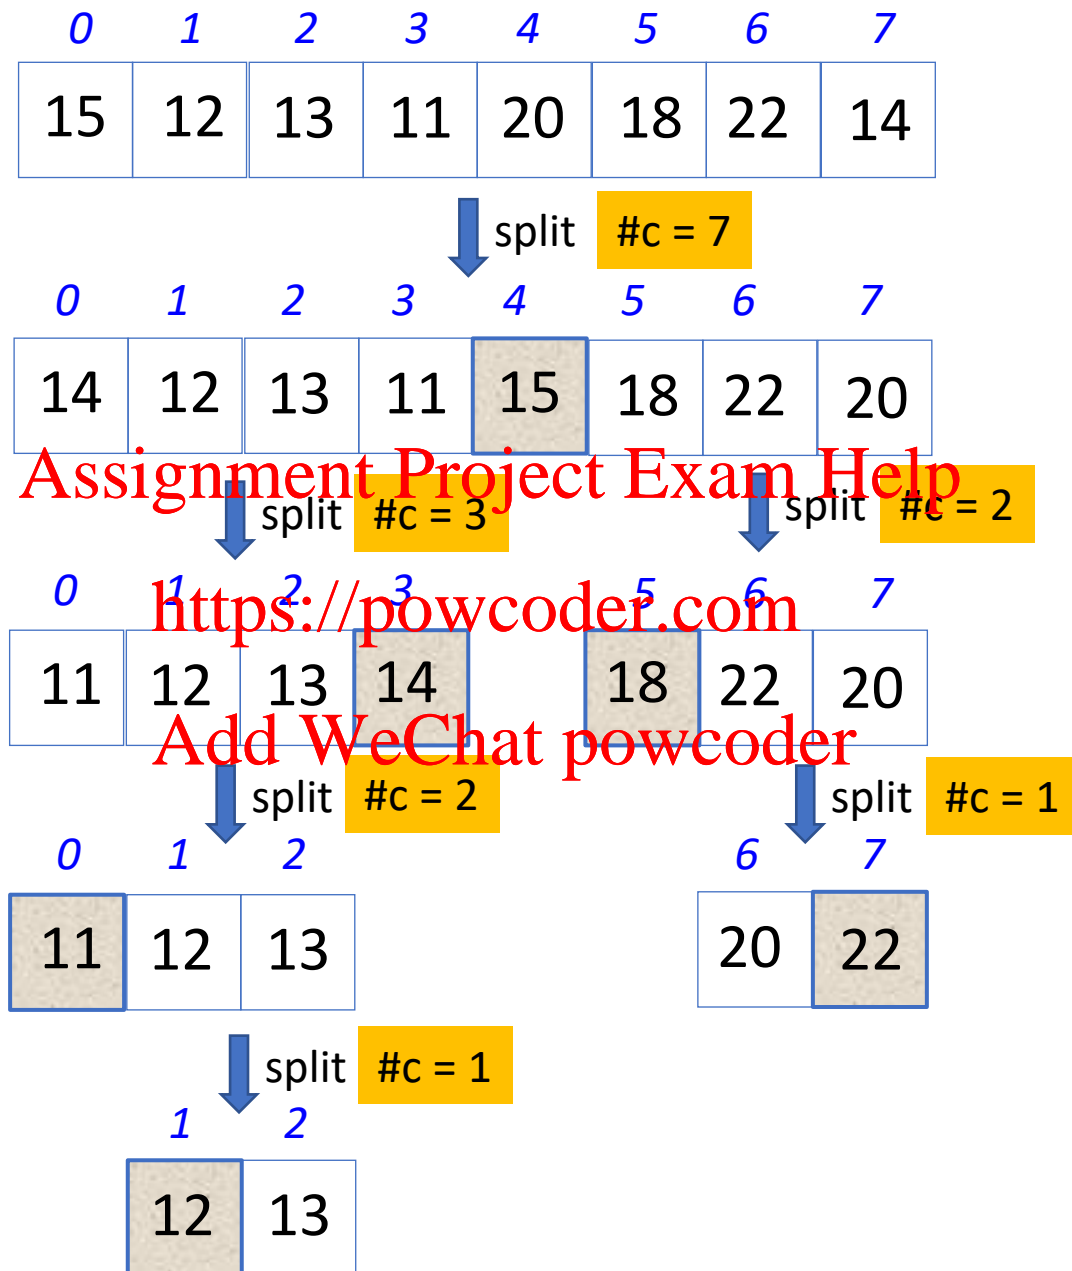 0 1 2 3 4 5 6 7
15 12 13 11 20 18 22 14
split #c = 7
0 1 2 3 4 5 6 7
14 12 13 11 15 18 22 20
Assignment Project Exam Help
split #c = 3 split #c = 2
0 1 2 3 5 6 7
https://powcoder.com
11 12 13 14 18 22 20
Add WeChat powcoder
split #c = 2 split #c = 1
0 1 2 6 7
11 12 13 20 22
split #c = 1
1 2
12 13